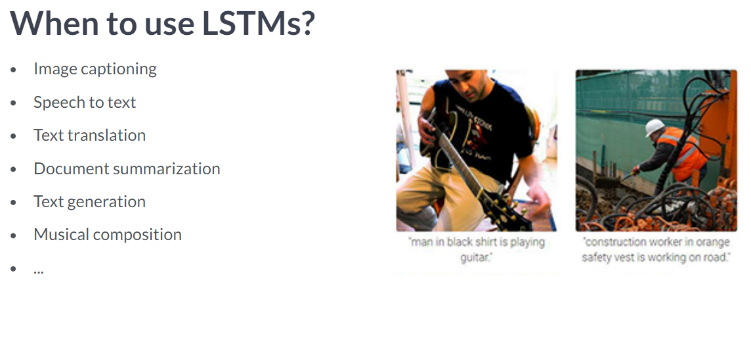 When to use LSTMs?
• Image captioning
• Speech to text
• Text translation
• Document summarization
• Text generation
• Musical composition
• ...
"man in black shirt is playing
guitar."
"construction worker in orange
safety vest is working on road."